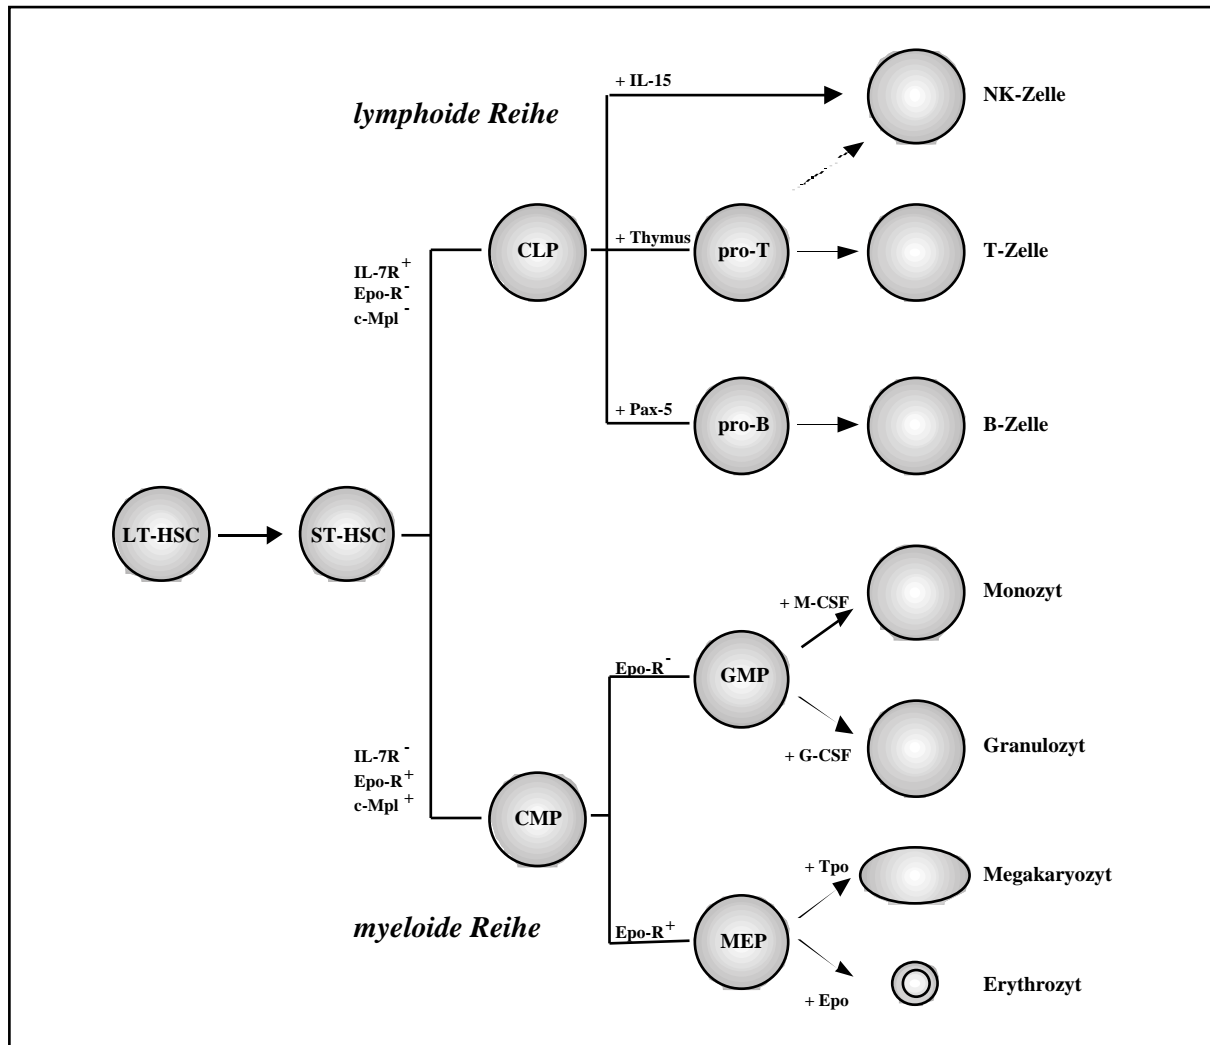 + IL-15
NK-Zelle
lymphoide Reihe
+ Thymus
CLP
pro-T
T-Zelle
IL-7R⁺
Epo-R⁻
c-Mpl⁻
+ Pax-5
pro-B
B-Zelle
LT-HSC
ST-HSC
Monozyt
+ M-CSF
Epo-R⁻
GMP
Granulozyt
+ G-CSF
IL-7R⁻
Epo-R⁺
c-Mpl⁺
CMP
+ Tpo
Megakaryozyt
myeloide Reihe
Epo-R⁺
MEP
Erythrozyt
+ Epo